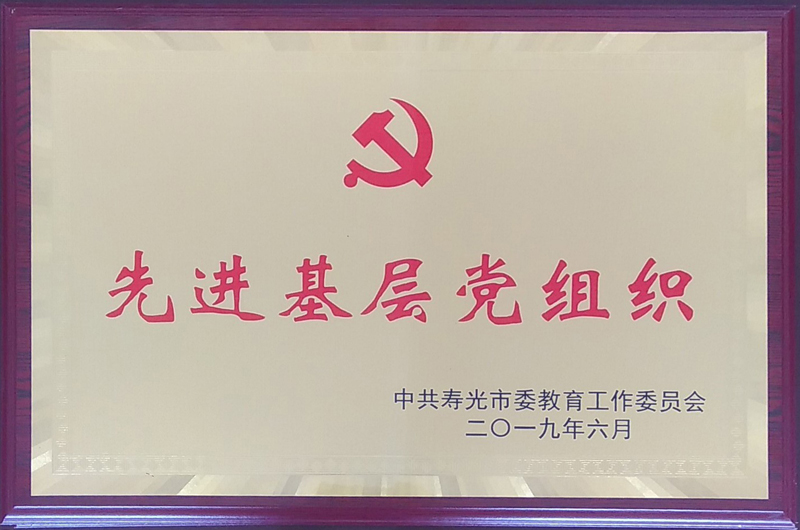 先进基层党组织
中共寿光市委教育工作委员会
二〇一九年六月